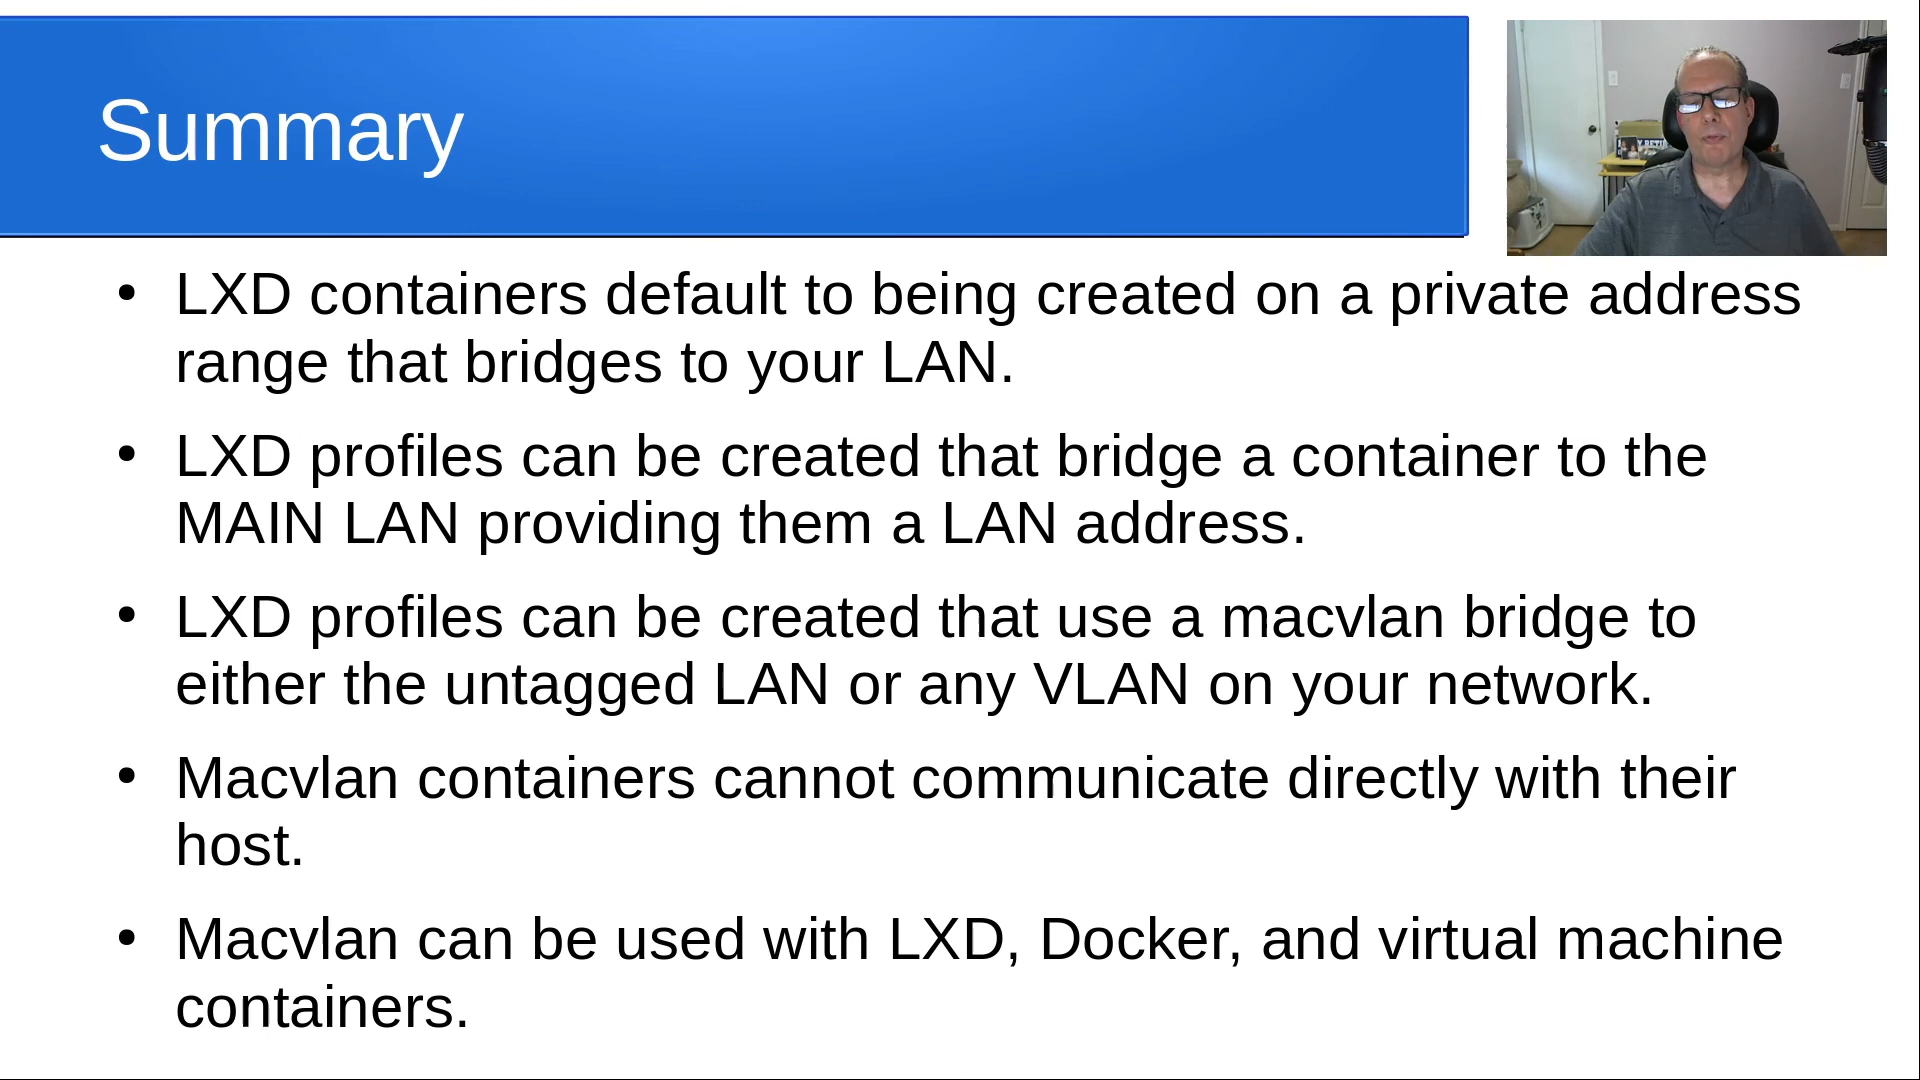 Summary
• LXD containers default to being created on a private address
range that bridges to your LAN.
• LXD profiles can be created that bridge a container to the
MAIN LAN providing them a LAN address.
• LXD profiles can be created that use a macvlan bridge to
either the untagged LAN or any VLAN on your network.
• Macvlan containers cannot communicate directly with their
host.
• Macvlan can be used with LXD, Docker, and virtual machine
containers.